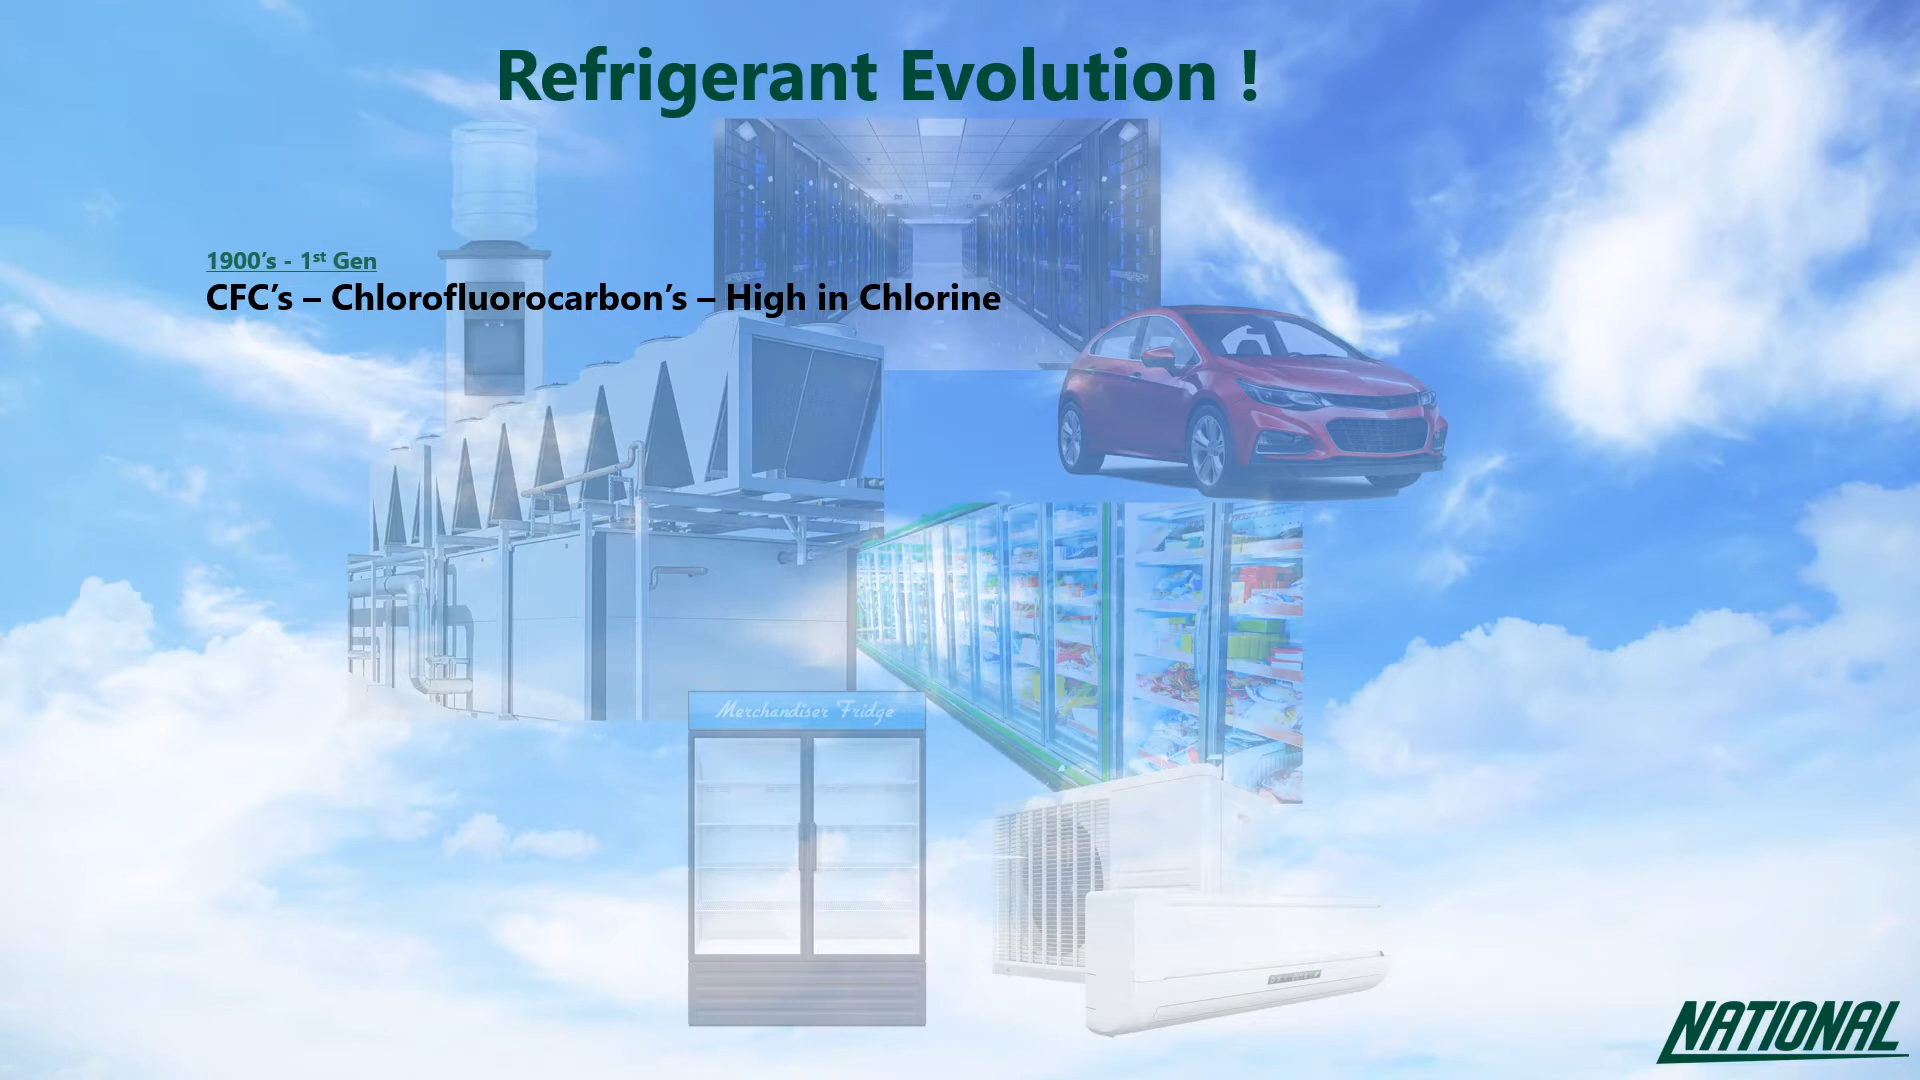 Refrigerant Evolution !
1900’s - 1st Gen
CFC’s – Chlorofluorocarbon’s – High in Chlorine
Merchandiser Fridge
NATIONAL